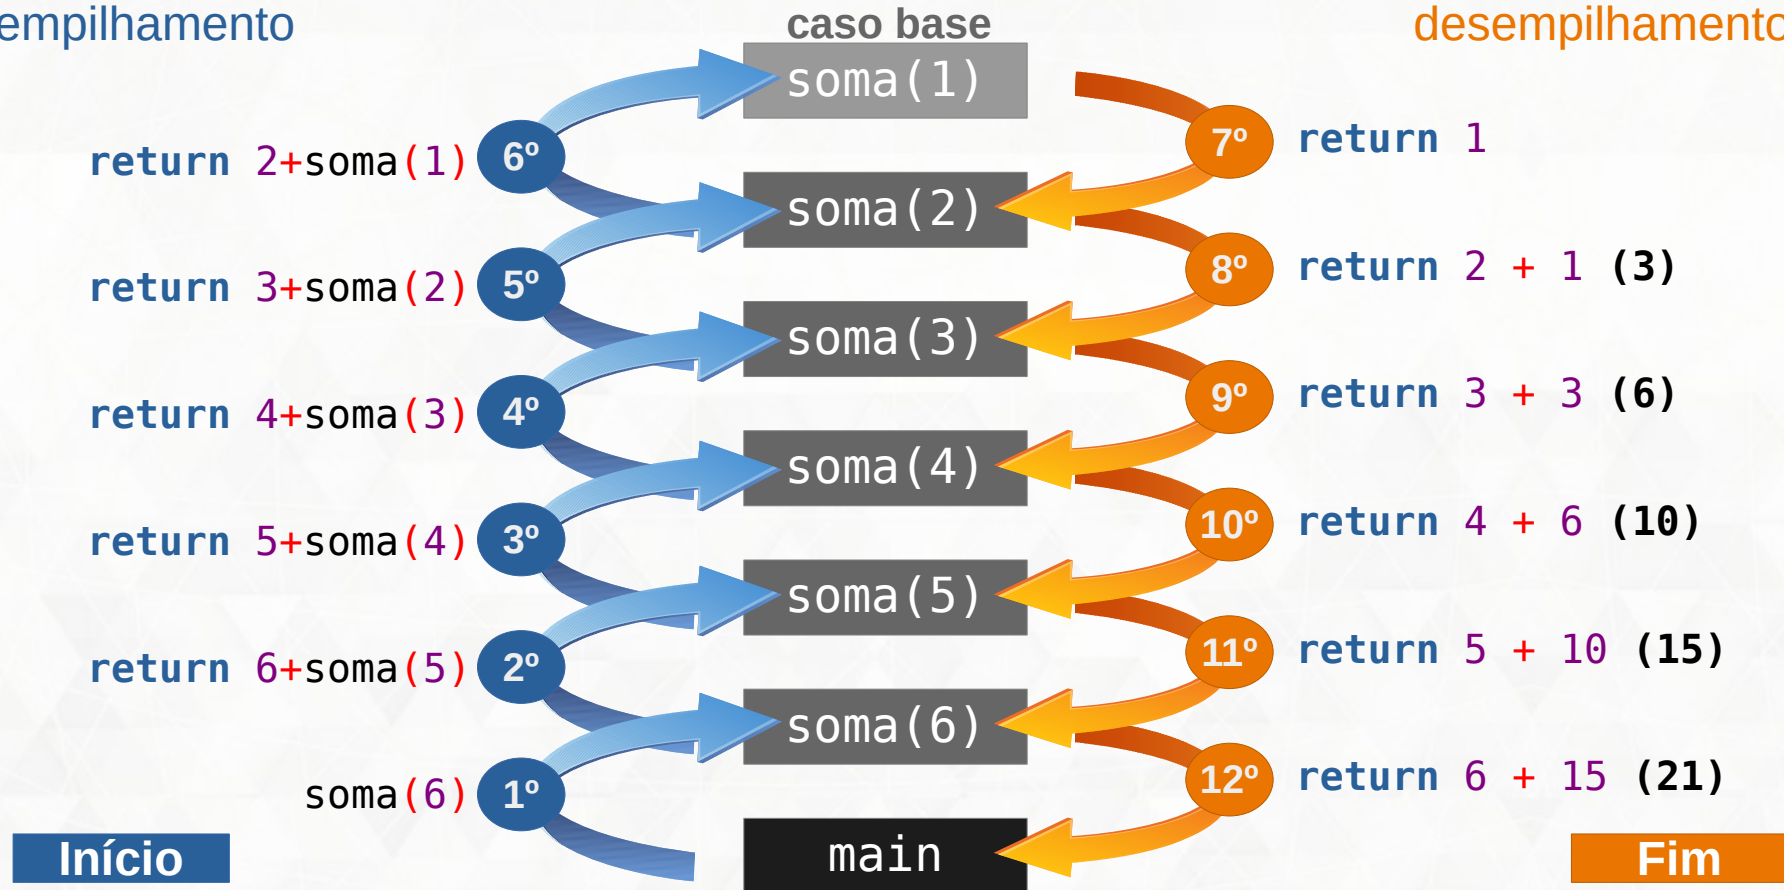 empilhamento
caso base
desempilhamento
soma(1)
return 2+soma(1)
6º
7º
return 1
soma(2)
return 3+soma(2)
5º
8º
return 2 + 1 (3)
soma(3)
return 4+soma(3)
4º
9º
return 3 + 3 (6)
soma(4)
return 5+soma(4)
3º
10º
return 4 + 6 (10)
soma(5)
return 6+soma(5)
2º
11º
return 5 + 10 (15)
soma(6)
soma(6)
1º
12º
return 6 + 15 (21)
Início
main
Fim